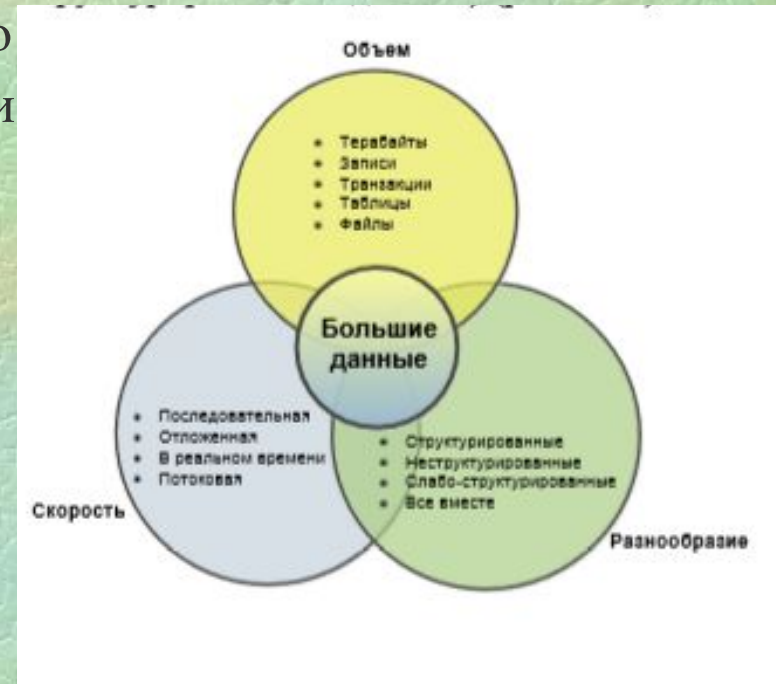 о
и
Объем
• Терабайты
• Записи
• Транзакции
• Таблицы
• Файлы
Большие
данные
• Последовательная
• Отложенная
• В реальном времени
• Потоковая
Скорость
• Структурированные
• Неструктурированные
• Слабо-структурированные
• Все вместе
Разнообразие